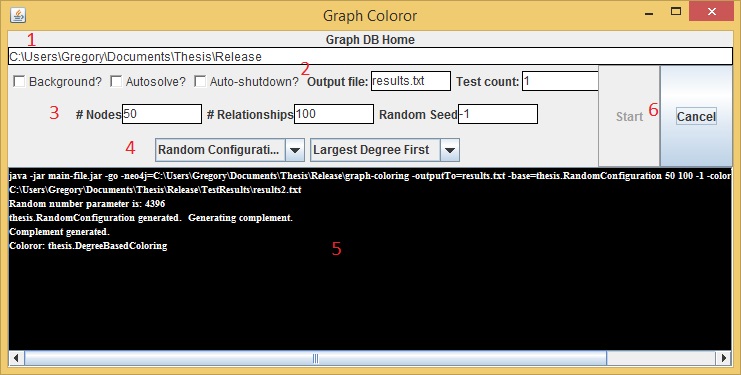 Graph Coloror
1
Graph DB Home
C:\Users\Gregory\Documents\Thesis\Release
Background? Autosolve? Auto-shutdown? 2 Output file: results.txt Test count: 1
3 # Nodes 50 # Relationships 100 Random Seed -1
Start 6 Cancel
4 Random Configurati... Largest Degree First
java -jar main-file.jar -go -neo4j=C:\Users\Gregory\Documents\Thesis\Release\graph-coloring -outputTo=results.txt -base=thesis.RandomConfiguration 50 100 -1 -color
C:\Users\Gregory\Documents\Thesis\Release\TestResults\results2.txt
Random number parameter is: 4396
thesis.RandomConfiguration generated. Generating complement.
Complement generated.
Coloror: thesis.DegreeBasedColoring
5